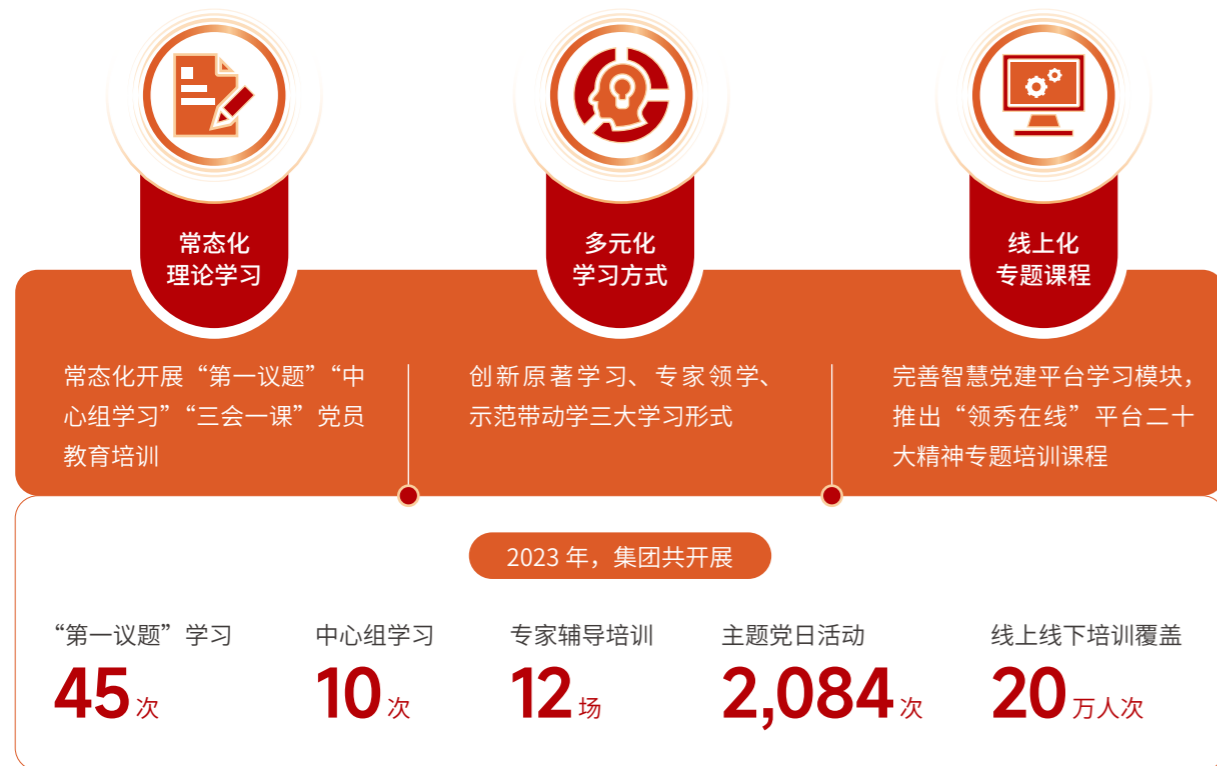 常态化
理论学习
多元化
学习方式
线上化
专题课程
常态化开展“第一议题”“中
心组学习”“三会一课”党员
教育培训
创新原著学习、专家领学、
示范带动学三大学习形式
完善智慧党建平台学习模块，
推出“领秀在线”平台二十
大精神专题培训课程
2023 年，集团共开展
“第一议题”学习
45 次
中心组学习
10 次
专家辅导培训
12 场
主题党日活动
2,084 次
线上线下培训覆盖
20 万人次